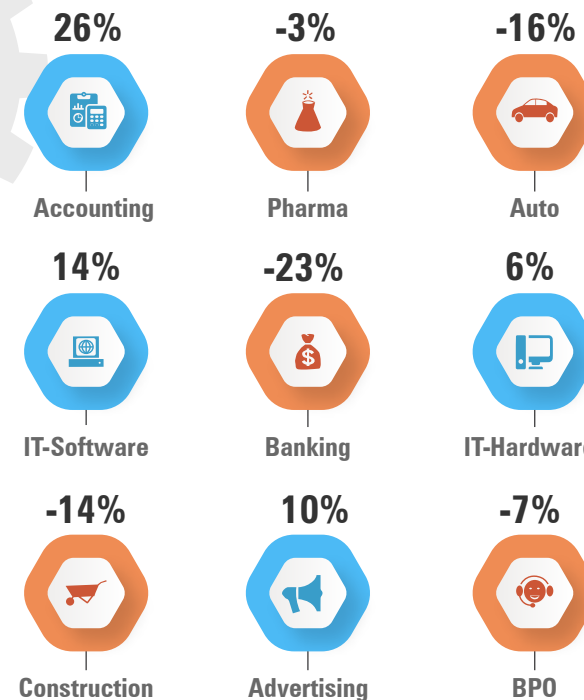 26% -3% -16%
Accounting Pharma Auto
14% -23% 6%
IT-Software Banking IT-Hardware
-14% 10% -7%
Construction Advertising BPO